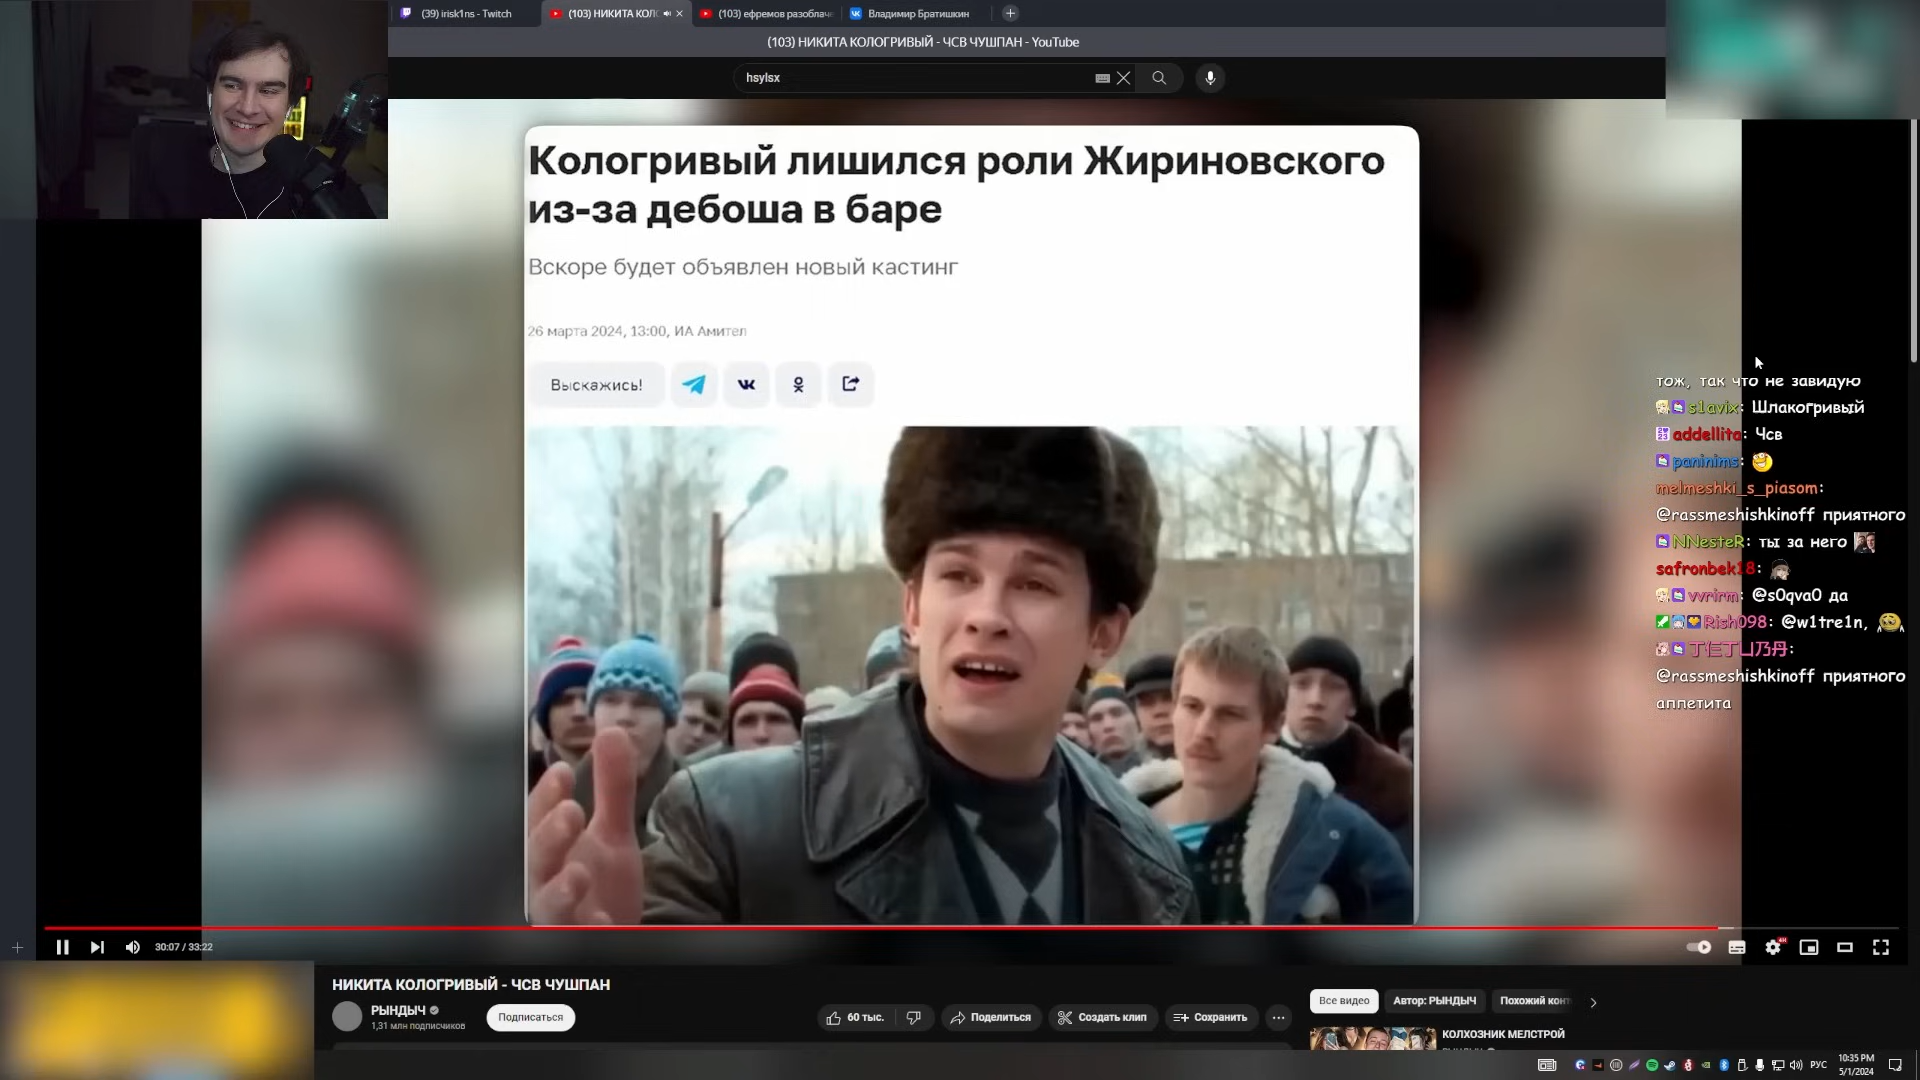 (39) irisk1ns - Twitch
(103) НИКИТА КОЛ
(103) ефремов разоблаче
Владимир Братишкин
(103) НИКИТА КОЛОГРИВЫЙ - ЧСВ ЧУШПАН - YouTube
hsylsx
Кологривый лишился роли Жириновского
из-за дебоша в баре
Вскоре будет объявлен новый кастинг
26 марта 2024, 13:00, ИА Амител
Выскажись!
тож, так что не завидую
s1avix: Шлакогривый
addellita: Чсв
paninims:
melmeshki_s_piasom:
@rassmeshishkinoff приятного
NNesteR: ты за него
safronbek18:
vvrirm: @s0qva0 да
Rish098: @w1tre1n,
@rassmeshishkinoff приятного
аппетита
30:07 / 33:22
НИКИТА КОЛОГРИВЫЙ - ЧСВ ЧУШПАН
РЫНДЫЧ
1,31 млн подписчиков
Подписаться
60 тыс.
Поделиться
Создать клип
Сохранить
Все видео
Автор: РЫНДЫЧ
Похожий конт
КОЛХОЗНИК МЕЛСТРОЙ
РУС
10:35 PM
5/1/2024